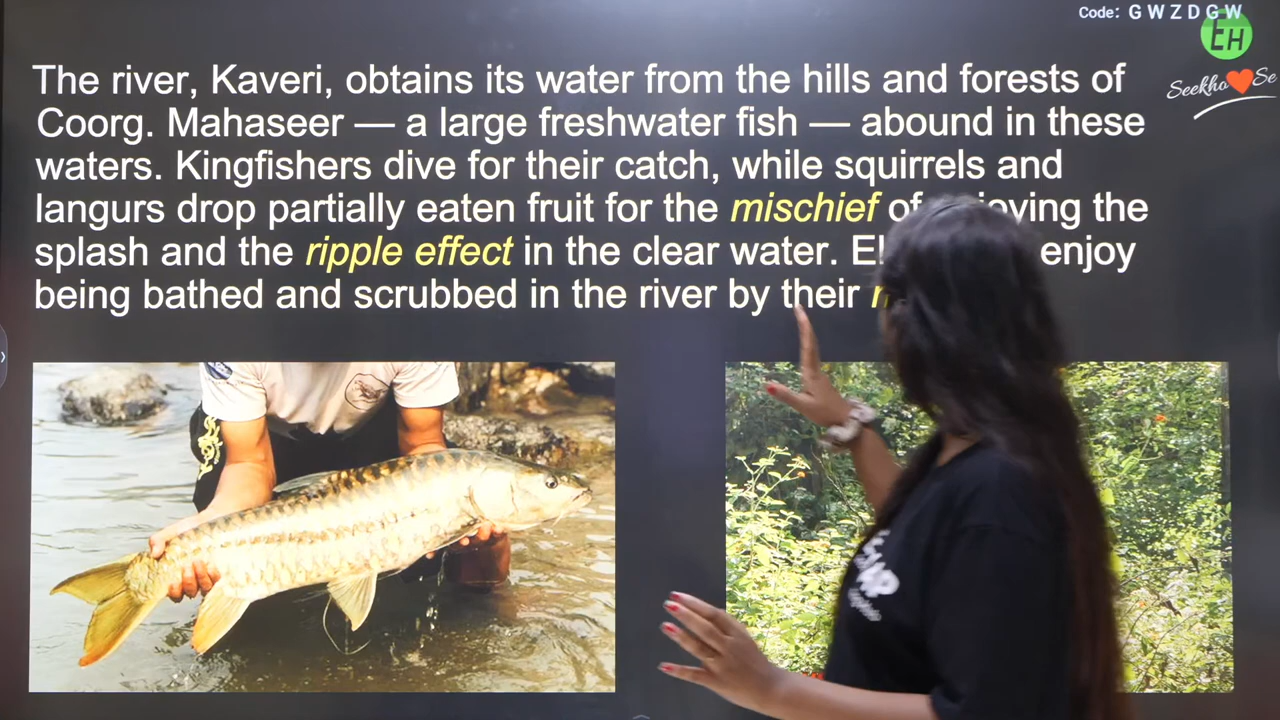 Code: G W Z D G W
EH
Seekho Se
The river, Kaveri, obtains its water from the hills and forests of
Coorg. Mahaseer — a large freshwater fish — abound in these
waters. Kingfishers dive for their catch, while squirrels and
langurs drop partially eaten fruit for the mischief of the
splash and the ripple effect in the clear water. enjoy
being bathed and scrubbed in the river by their